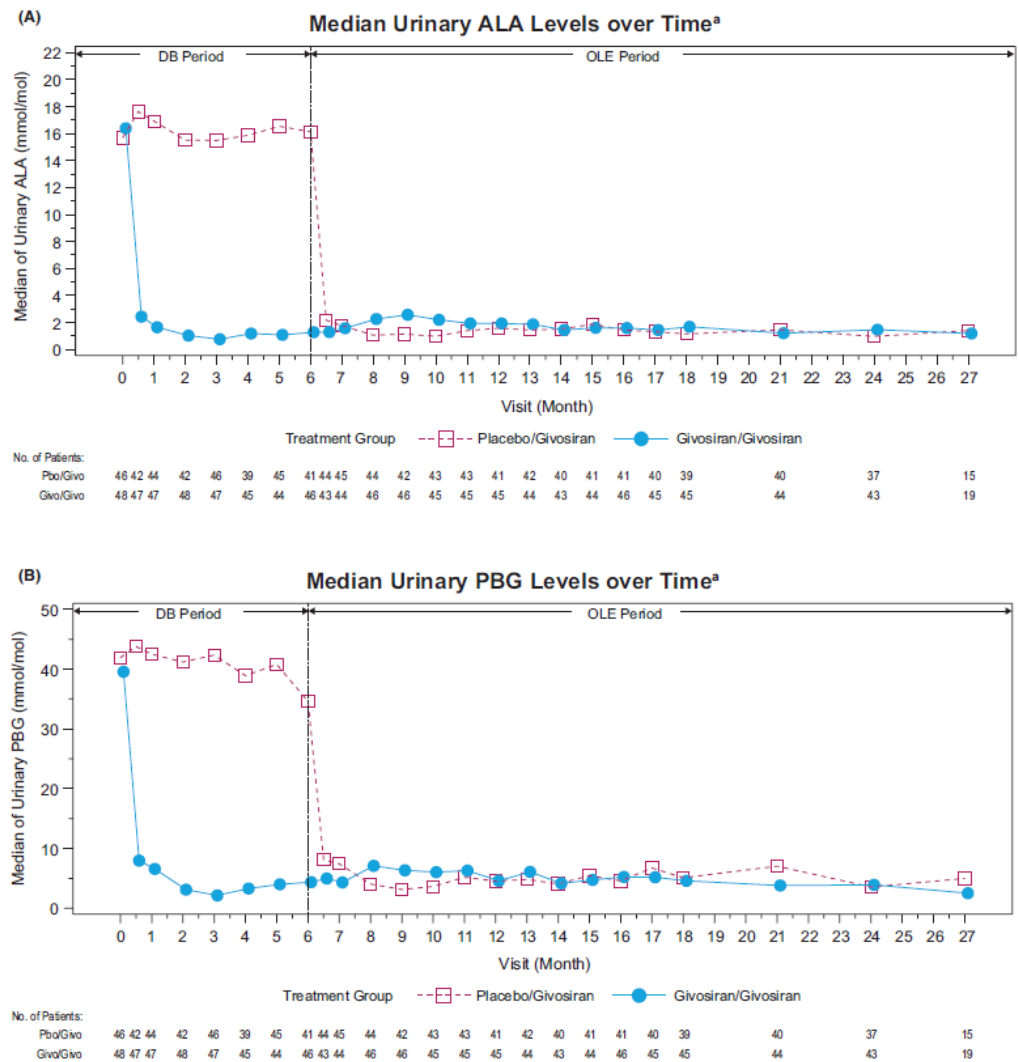 (A)
Median Urinary ALA Levels over Timeᵃ
DB Period
OLE Period
Median of Urinary ALA (mmol/mol)
22
20
18
16
14
12
10
8
6
4
2
0
0 1 2 3 4 5 6 7 8 9 10 11 12 13 14 15 16 17 18 19 20 21 22 23 24 25 26 27
Visit (Month)
Treatment Group Placebo/Givosiran Givosiran/Givosiran
No. of Patients:
Pbo/Givo 46 42 44 42 46 39 45 41 44 45 44 42 43 43 41 42 40 41 41 40 39 40 37 15
Givo/Givo 48 47 47 48 47 45 44 46 43 44 46 46 45 45 45 44 43 44 46 45 45 44 43 19
(B)
Median Urinary PBG Levels over Timeᵃ
DB Period
OLE Period
Median of Urinary PBG (mmol/mol)
50
40
30
20
10
0
0 1 2 3 4 5 6 7 8 9 10 11 12 13 14 15 16 17 18 19 20 21 22 23 24 25 26 27
Visit (Month)
Treatment Group Placebo/Givosiran Givosiran/Givosiran
No. of Patients:
Pbo/Givo 46 42 44 42 46 39 45 41 44 45 44 42 43 43 41 42 40 41 41 40 39 40 37 15
Givo/Givo 48 47 47 48 47 45 44 46 43 44 46 46 45 45 45 44 43 44 46 45 45 44 43 19